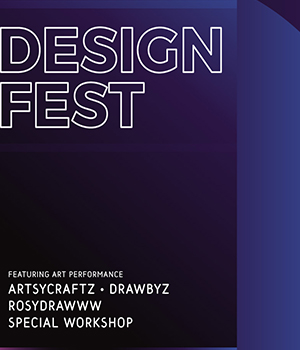 DESIGN
FEST
FEATURING ART PERFORMANCE
ARTSYCRAFTZ • DRAWBYZ
ROSYDRAWWW
SPECIAL WORKSHOP